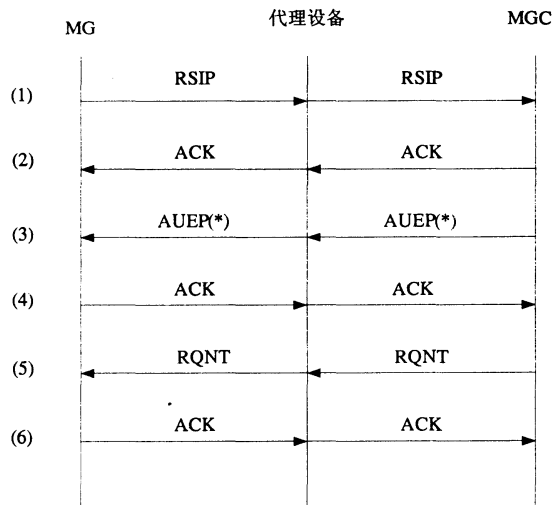 MG 代理设备 MGC
(1) RSIP RSIP
(2) ACK ACK
(3) AUEP(*) AUEP(*)
(4) ACK ACK
(5) RQNT RQNT
(6) ACK ACK